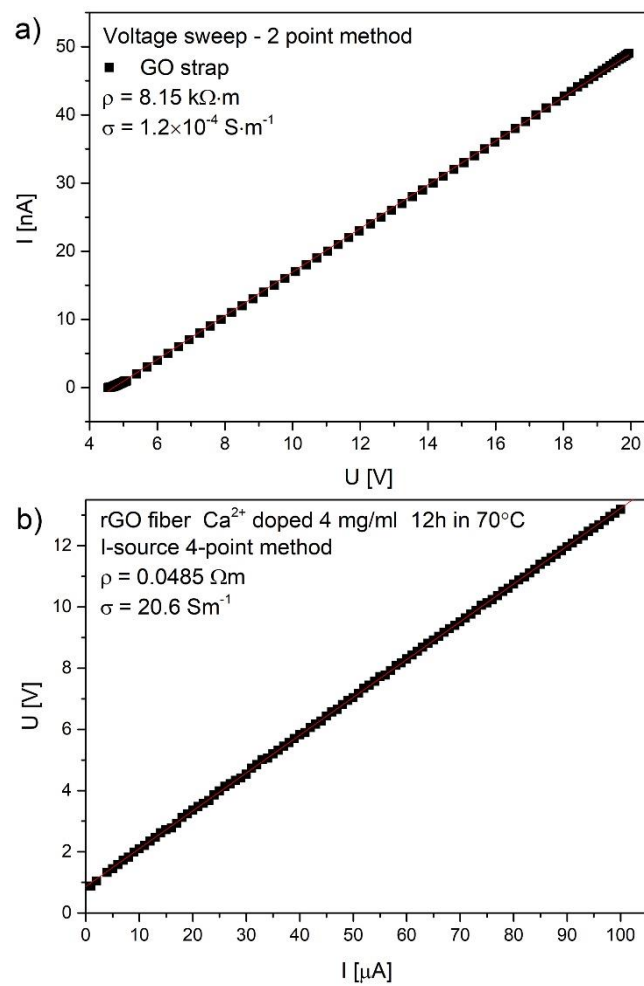 a)
Voltage sweep - 2 point method
GO strap
ρ = 8.15 kΩ·m
σ = 1.2×10⁻⁴ S·m⁻¹
50
40
30
20
10
0
I [nA]
4 6 8 10 12 14 16 18 20
U [V]
b)
rGO fiber Ca²⁺ doped 4 mg/ml 12h in 70°C
I-source 4-point method
ρ = 0.0485 Ωm
σ = 20.6 Sm⁻¹
12
10
8
6
4
2
0
U [V]
0 10 20 30 40 50 60 70 80 90 100
I [μA]